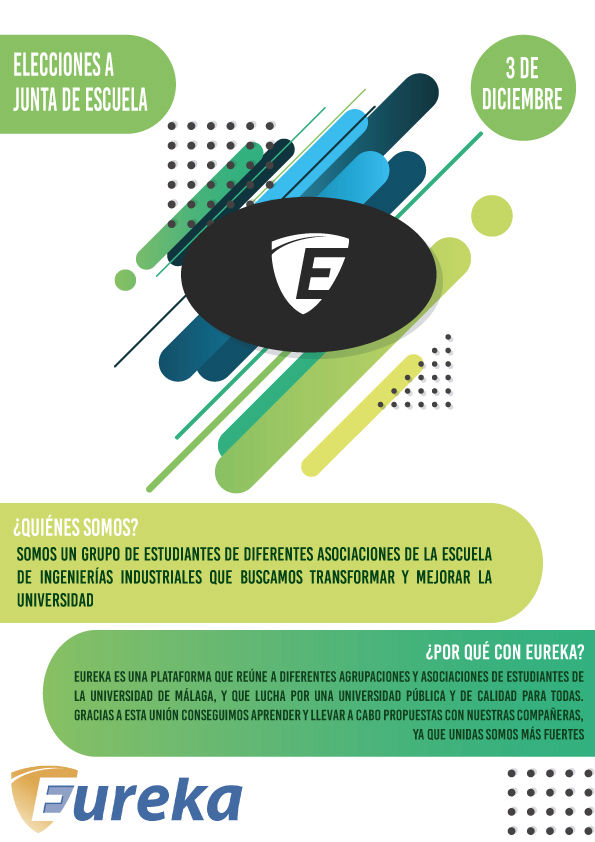 ELECCIONES A
JUNTA DE ESCUELA
3 DE
DICIEMBRE
E
¿QUIÉNES SOMOS?
SOMOS UN GRUPO DE ESTUDIANTES DE DIFERENTES ASOCIACIONES DE LA ESCUELA
DE INGENIERÍAS INDUSTRIALES QUE BUSCAMOS TRANSFORMAR Y MEJORAR LA
UNIVERSIDAD
¿POR QUÉ CON EUREKA?
EUREKA ES UNA PLATAFORMA QUE REÚNE A DIFERENTES AGRUPACIONES Y ASOCIACIONES DE ESTUDIANTES DE
LA UNIVERSIDAD DE MÁLAGA, Y QUE LUCHA POR UNA UNIVERSIDAD PÚBLICA Y DE CALIDAD PARA TODAS.
GRACIAS A ESTA UNIÓN CONSEGUIMOS APRENDER Y LLEVAR A CABO PROPUESTAS CON NUESTRAS COMPAÑERAS,
YA QUE UNIDAS SOMOS MÁS FUERTES
Eureka